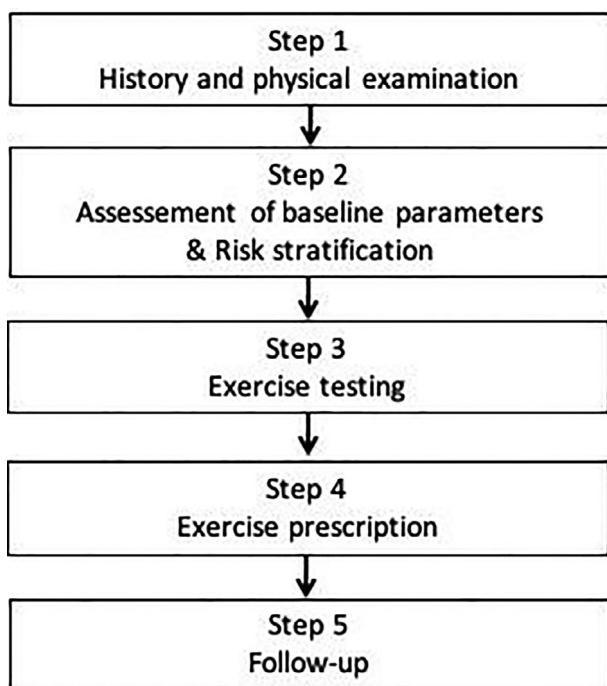 Step 1
History and physical examination
Step 2
Assessement of baseline parameters
& Risk stratification
Step 3
Exercise testing
Step 4
Exercise prescription
Step 5
Follow-up